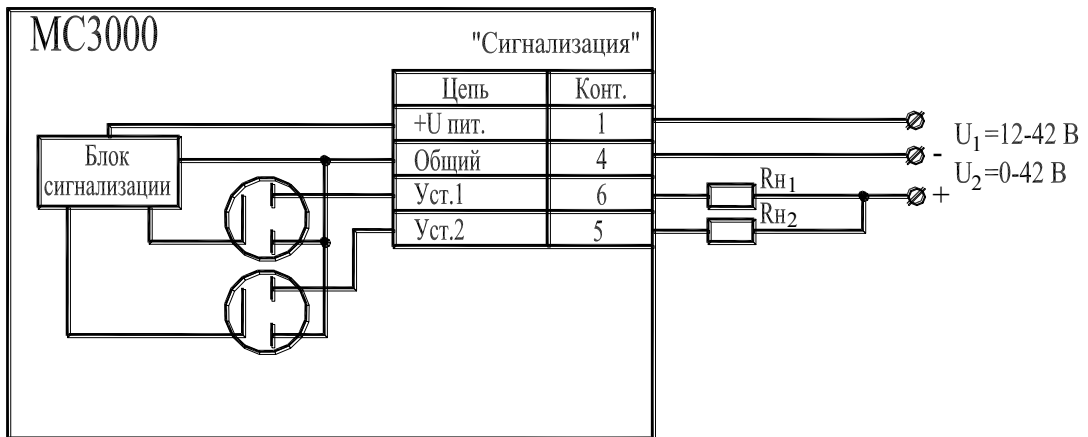 МС3000
"Сигнализация"
Цепь Конт.
+U пит. 1
Общий 4
Уст.1 6
Уст.2 5
Блок
сигнализации
Rн1
Rн2
-
+
U1=12-42 В
U2=0-42 В